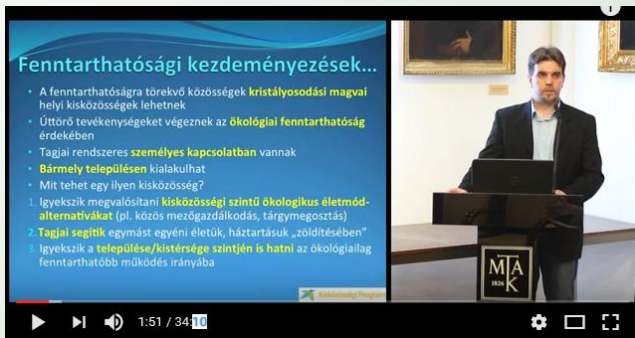 Fenntarthatósági kezdeményezések...
• A fenntarthatóságra törekvő közösségek kristályosodási magvai
helyi kisközösségek lehetnek
• Úttörő tevékenységeket végeznek az ökológiai fenntarthatóság
érdekében
• Tagjai rendszeres személyes kapcsolatban vannak
• Bármely településen kialakulhat
• Mit tehet egy ilyen kisközösség?
1. Igyekszik megvalósítani kisközösségi szintű ökologikus életmód-
alternatívákat (pl. közös mezőgazdálkodás, tárgymegosztás)
2.Tagjai segítik egymást egyéni életük, háztartásuk „zöldítésében”
3. Igyekszik a települése/kistérsége szintjén is hatni az ökológiailag
fenntarthatóbb működés irányába
Kisközösségi Program
MTAK
1826
1:51 / 34:10